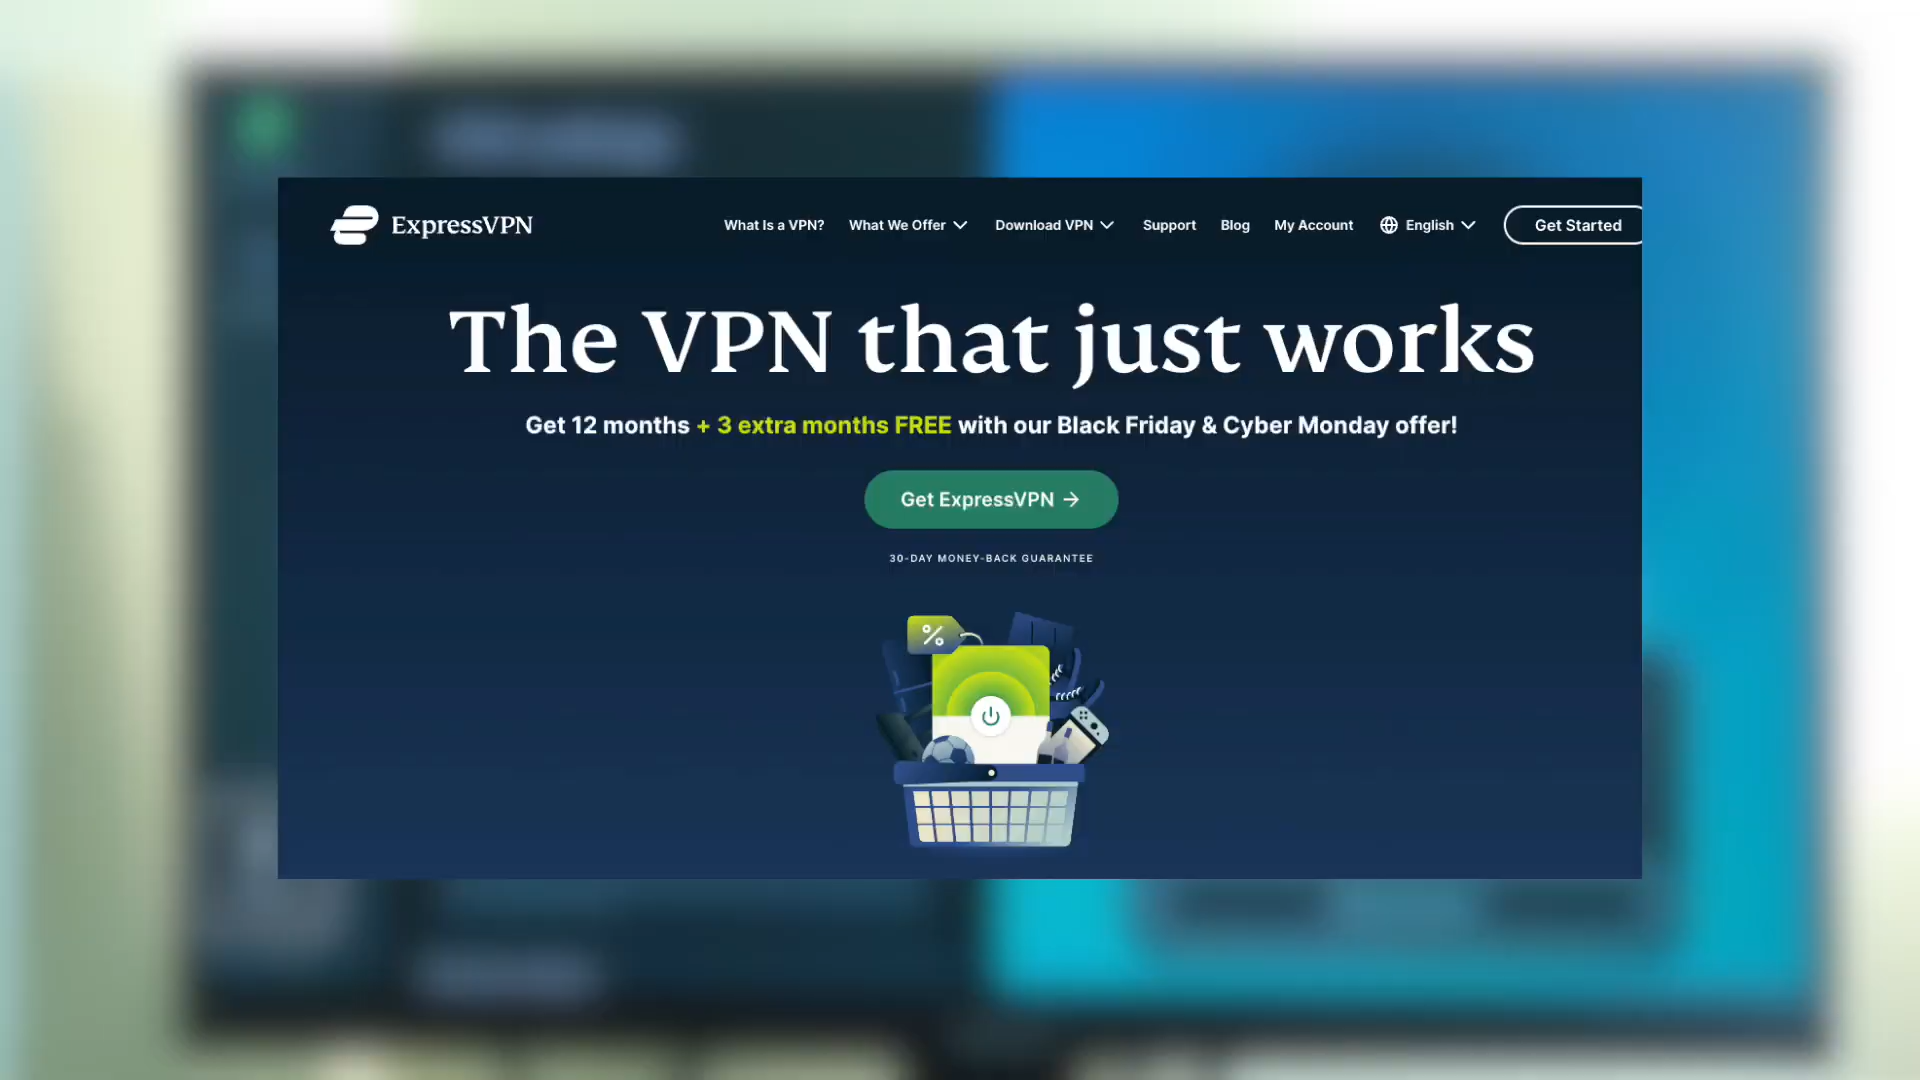 ExpressVPN
What Is a VPN?
What We Offer
Download VPN
Support
Blog
My Account
English
Get Started
The VPN that just works
Get 12 months + 3 extra months FREE with our Black Friday & Cyber Monday offer!
Get ExpressVPN →
30-DAY MONEY-BACK GUARANTEE
%